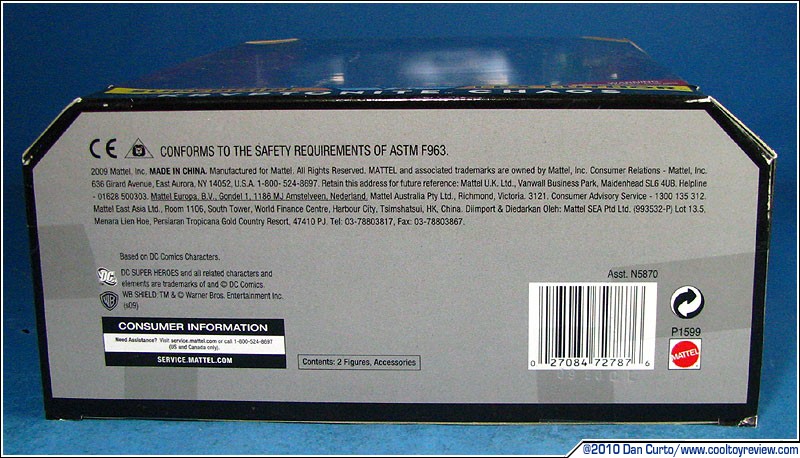 KRYPTONITE CHAOS
CE CONFORMS TO THE SAFETY REQUIREMENTS OF ASTM F963.
2009 Mattel, Inc. MADE IN CHINA. Manufactured for Mattel. All Rights Reserved. MATTEL and associated trademarks are owned by Mattel, Inc. Consumer Relations - Mattel, Inc.
636 Girard Avenue, East Aurora, NY 14052, U.S.A. 1-800-524-8697. Retain this address for future reference: Mattel U.K. Ltd., Vanwall Business Park, Maidenhead SL6 4UB. Helpline
- 01628 500303. Mattel Europa, B.V., Gondel 1, 1186 MJ Amstelveen, Nederland. Mattel Australia Pty Ltd., Richmond, Victoria. 3121. Consumer Advisory Service - 1300 135 312.
Mattel East Asia Ltd., Room 1106, South Tower, World Finance Centre, Harbour City, Tsimshatsui, HK, China. Diimport & Diedarkan Oleh: Mattel SEA Ptd Ltd. (993532-P) Lot 13.5,
Menara Lien Hoe, Persiaran Tropicana Gold Country Resort, 47410 PJ. Tel: 03-78803817, Fax: 03-78803867.
Based on DC Comics Characters.
DC
DC SUPER HEROES and all related characters and
elements are trademarks of and © DC Comics.
WB SHIELD: TM & © Warner Bros. Entertainment Inc.
(s09)
CONSUMER INFORMATION
Need Assistance? Visit service.mattel.com or call 1-800-524-8697
(US and Canada only).
SERVICE.MATTEL.COM
Contents: 2 Figures, Accessories
Asst. N5870
0 27084 72787 6
P1599
MATTEL
©2010 Dan Curto/www.cooltoyreview.com